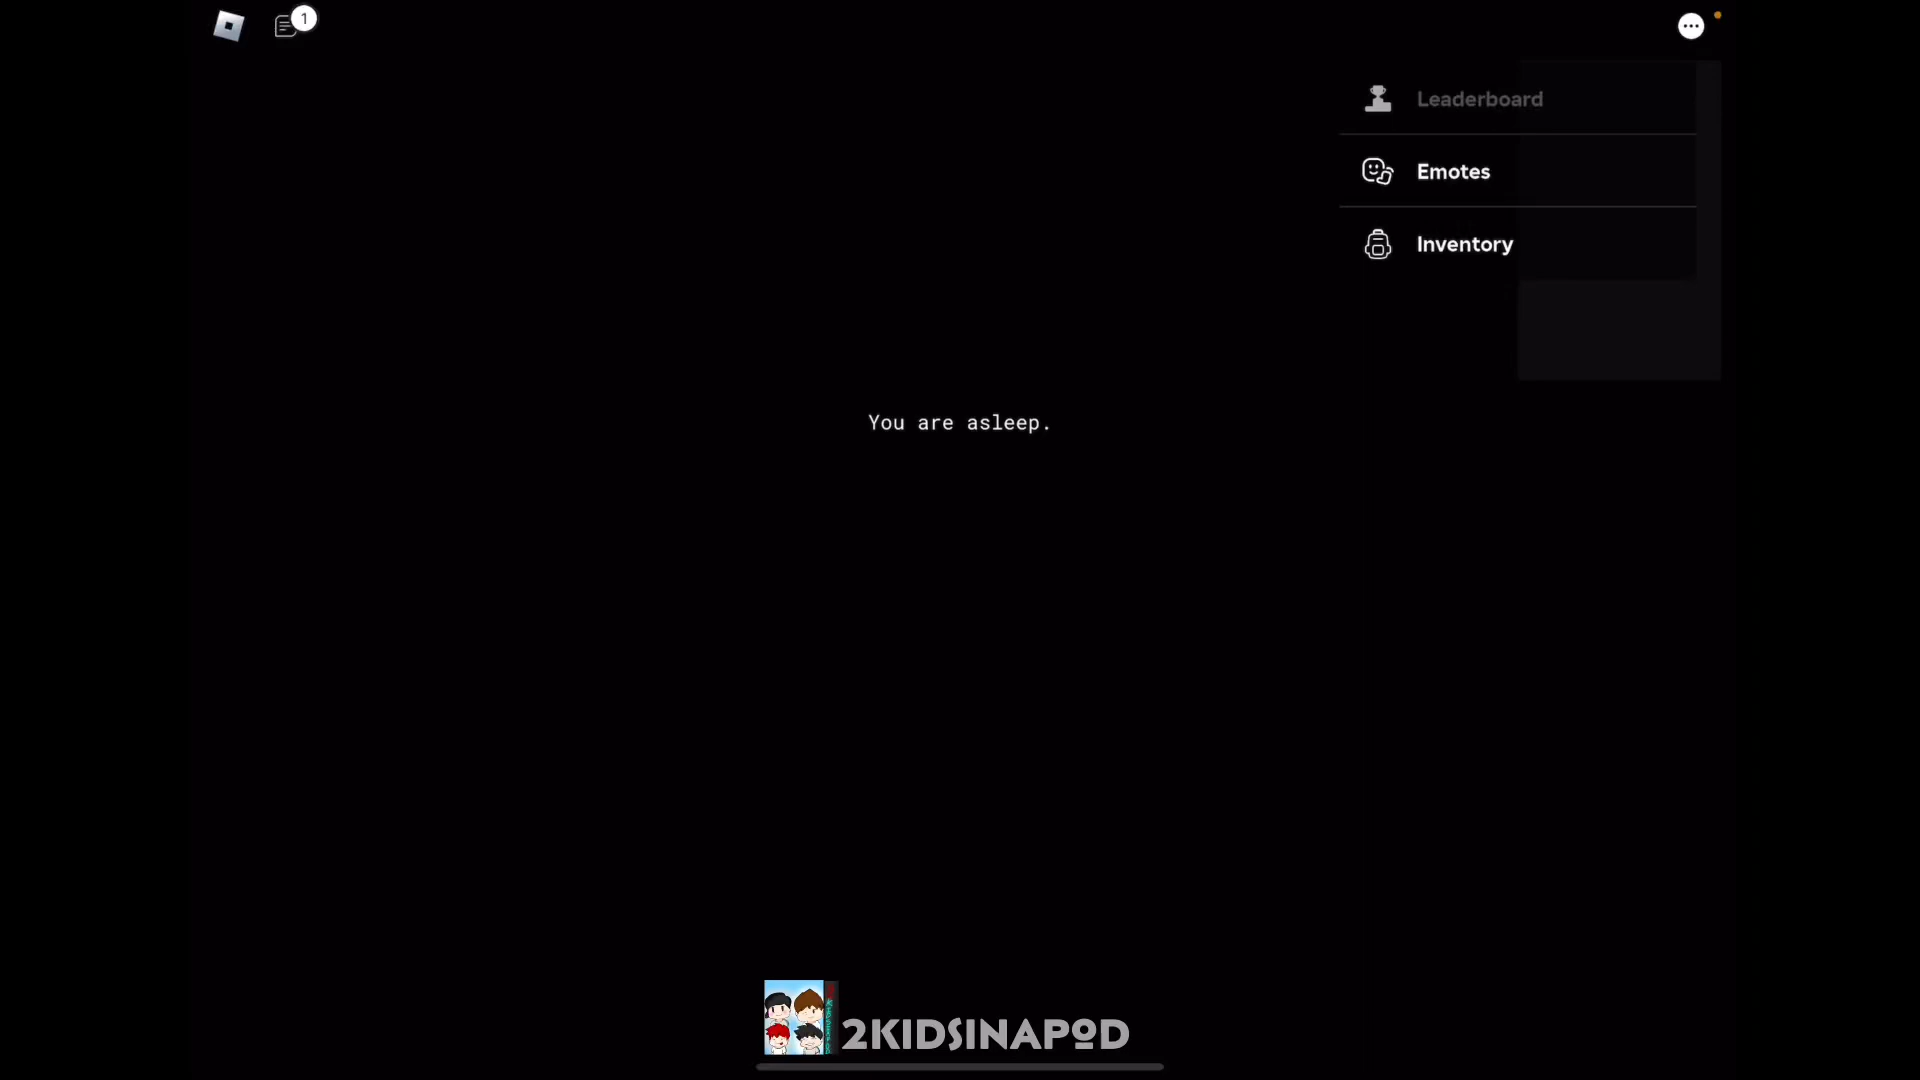 1
Leaderboard
Emotes
Inventory
You are asleep.
2KIDSINAPOD